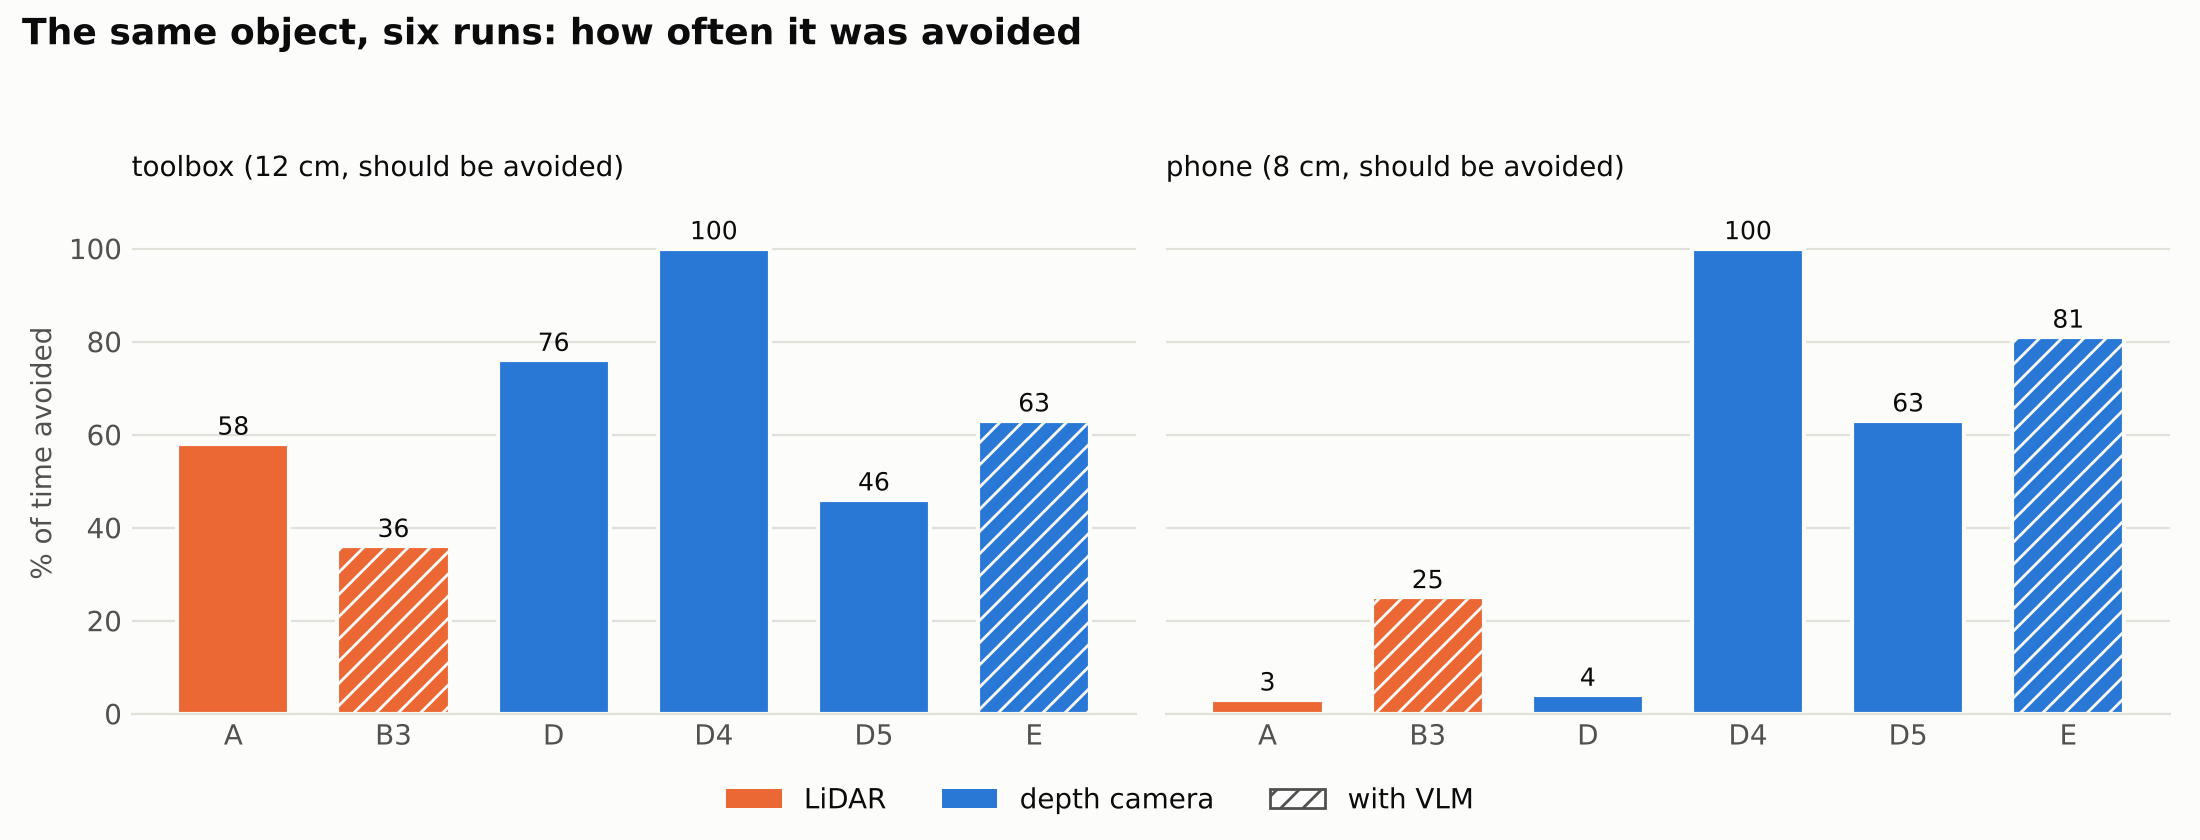 The same object, six runs: how often it was avoided
toolbox (12 cm, should be avoided)
% of time avoided
100
80
60
40
20
0
58
36
76
100
46
63
A
B3
D
D4
D5
E
phone (8 cm, should be avoided)
3
25
4
100
63
81
A
B3
D
D4
D5
E
LiDAR
depth camera
with VLM